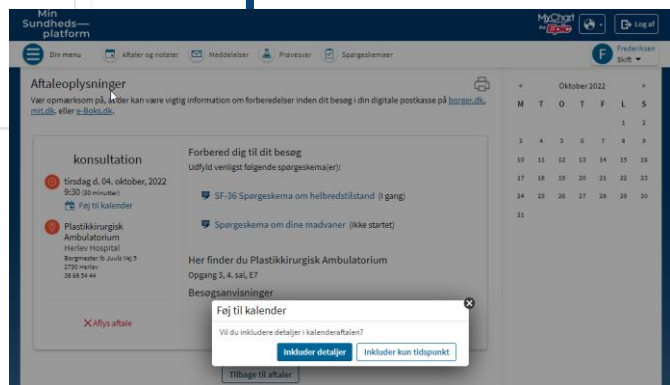 Min
Sundheds—
platform
MyChart
by Epic
Log af
Din menu
Aftaler og notater
Meddelelser
Prøvesvar
Spørgeskemaer
F
Frederiksen
Skift
Aftaleoplysninger
Vær opmærksom på, at der kan være vigtig information om forberedelser inden dit besøg i din digitale postkasse på borger.dk,
mit.dk, eller e-Boks.dk.
konsultation
tirsdag d. 04. oktober, 2022
9:30 (30 minutter)
Føj til kalender
Plastikkirurgisk
Ambulatorium
Herlev Hospital
Borgmester Ib Juuls Vej 5
2730 Herlev
38 68 54 44
Aflys aftale
Forbered dig til dit besøg
Udfyld venligst følgende spørgeskema(er):
SF-36 Spørgeskema om helbredstilstand (I gang)
Spørgeskema om dine madvaner (Ikke startet)
Her finder du Plastikkirurgisk Ambulatorium
Opgang 3, 4. sal, E7
Besøgsanvisninger
Føj til kalender
Vil du inkludere detaljer i kalenderaftalen?
Inkluder detaljer
Inkluder kun tidspunkt
Tilbage til aftaler
< Oktober 2022 >
M T O T F L S
1 2
3 4 5 6 7 8 9
10 11 12 13 14 15 16
17 18 19 20 21 22 23
24 25 26 27 28 29 30
31